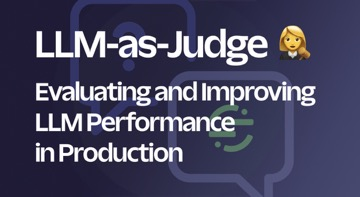 LLM-as-Judge 👩‍⚖️
Evaluating and Improving
LLM Performance
in Production